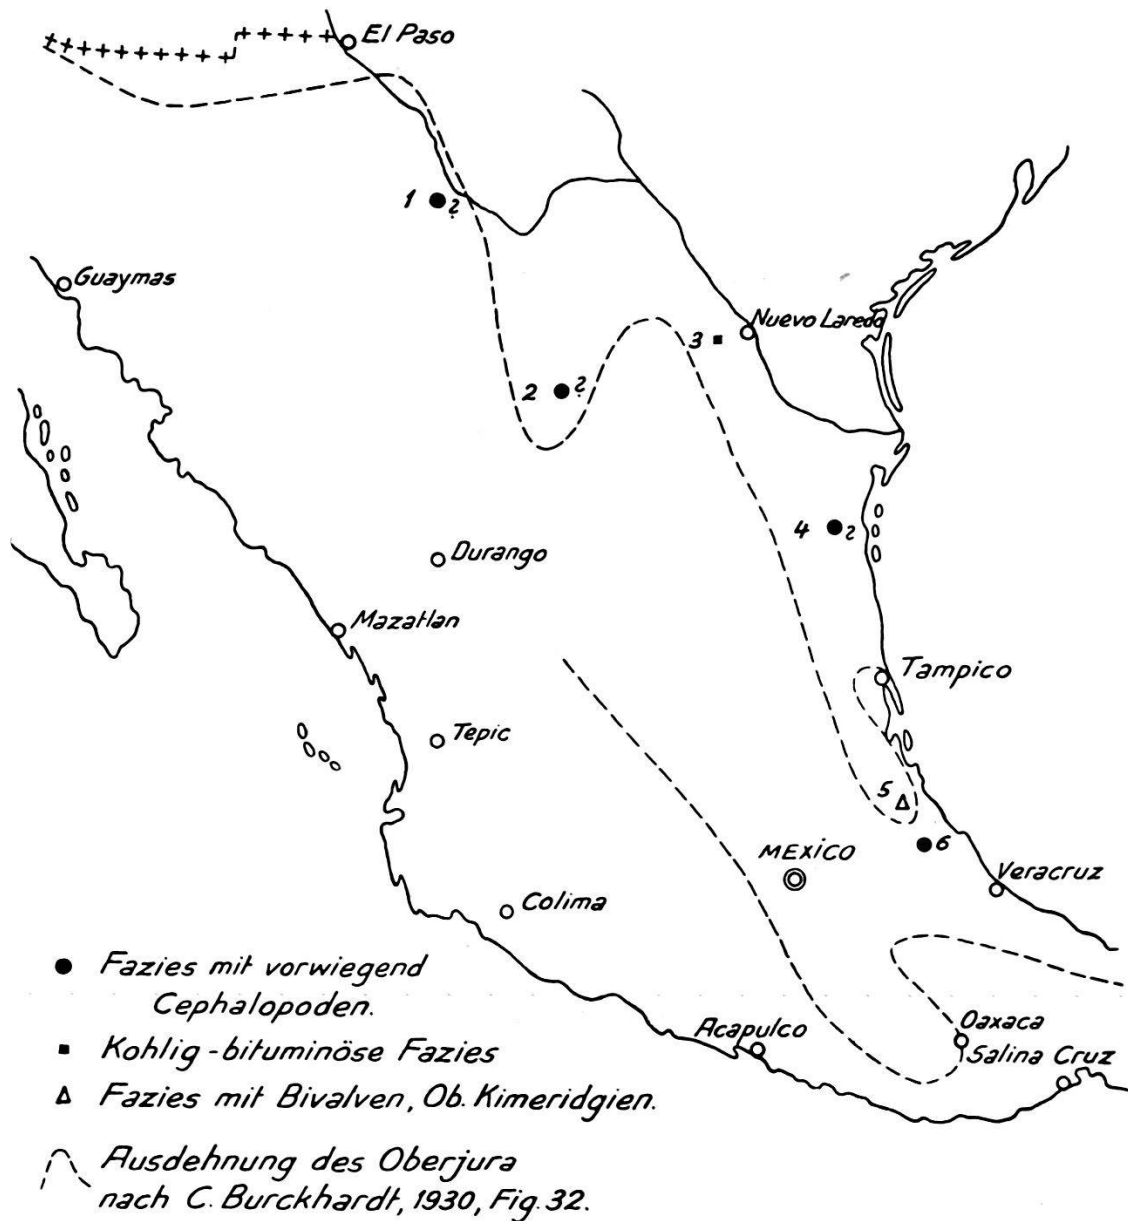 El Paso
1 ?
Guaymas
Nuevo Laredo
3
2 ?
4 ?
Durango
Mazatlan
Tampico
Tepic
5
MEXICO
6
Veracruz
Colima
Fazies mit vorwiegend
Cephalopoden.
Oaxaca
Acapulco
Salina Cruz
Kohlig-bituminöse Fazies
Fazies mit Bivalven, Ob. Kimeridgien.
Ausdehnung des Oberjura
nach C. Burckhardt, 1930, Fig. 32.